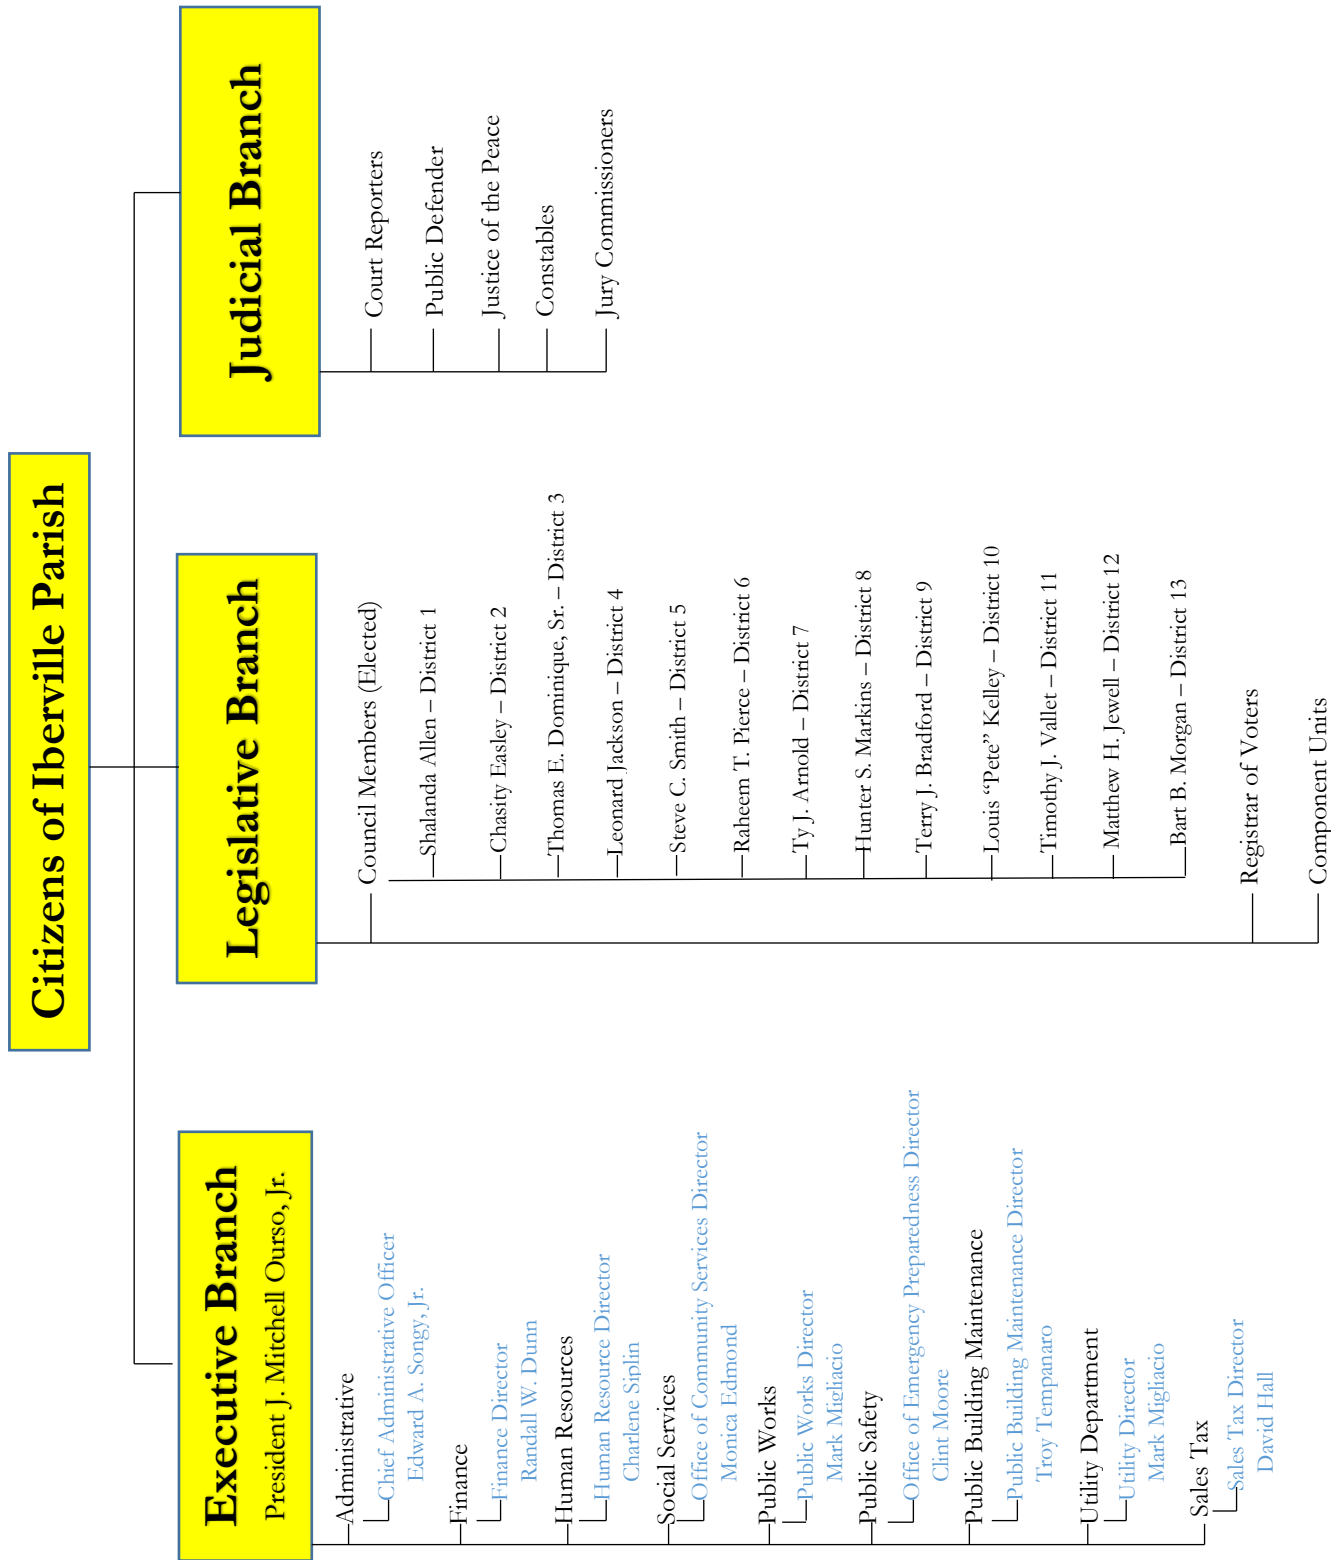 Citizens of Iberville Parish
Executive Branch
President J. Mitchell Ourso, Jr.
Administrative
Chief Administrative Officer
Edward A. Songy, Jr.
Finance
Finance Director
Randall W. Dunn
Human Resources
Human Resource Director
Charlene Siplin
Social Services
Office of Community Services Director
Monica Edmond
Public Works
Public Works Director
Mark Migliacio
Public Safety
Office of Emergency Preparedness Director
Clint Moore
Public Building Maintenance
Public Building Maintenance Director
Troy Tempanaro
Utility Department
Utility Director
Mark Migliacio
Sales Tax
Sales Tax Director
David Hall
Legislative Branch
Council Members (Elected)
Shalanda Allen – District 1
Chasity Easley – District 2
Thomas E. Dominique, Sr. – District 3
Leonard Jackson – District 4
Steve C. Smith – District 5
Raheem T. Pierce – District 6
Ty J. Arnold – District 7
Hunter S. Markins – District 8
Terry J. Bradford – District 9
Louis “Pete” Kelley – District 10
Timothy J. Vallet – District 11
Matthew H. Jewell – District 12
Bart B. Morgan – District 13
Registrar of Voters
Component Units
Judicial Branch
Court Reporters
Public Defender
Justice of the Peace
Constables
Jury Commissioners